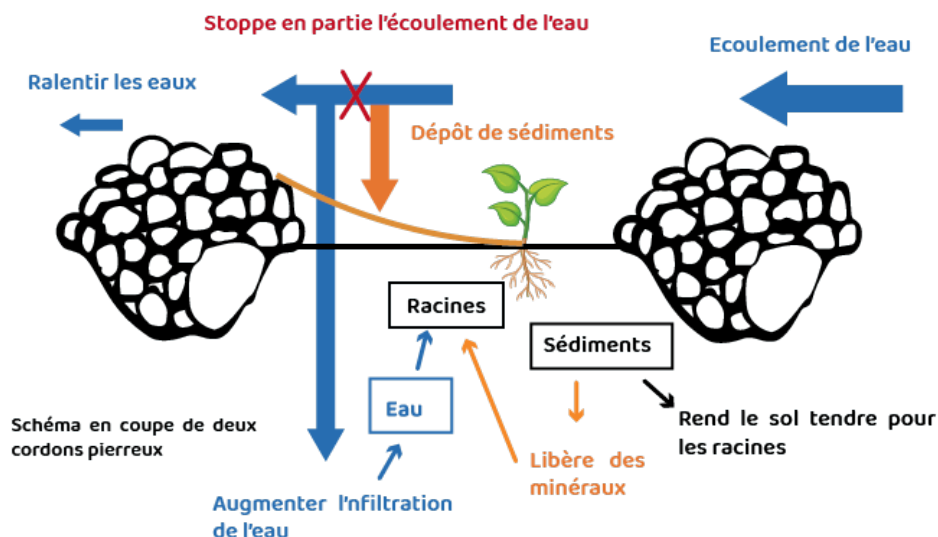 Stoppe en partie l'écoulement de l'eau
Ecoulement de l'eau
Ralentir les eaux
Dépôt de sédiments
Racines
Sédiments
Eau
Schéma en coupe de deux
cordons pierreux
Rend le sol tendre pour
les racines
Libère des
minéraux
Augmenter l'nfiltration
de l'eau